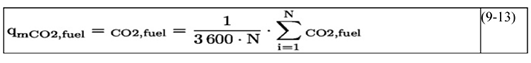 q_mCO2,fuel = CO2,fuel = 1/(3 600 · N) · ∑_{i=1}^{N} CO2,fuel (9-13)